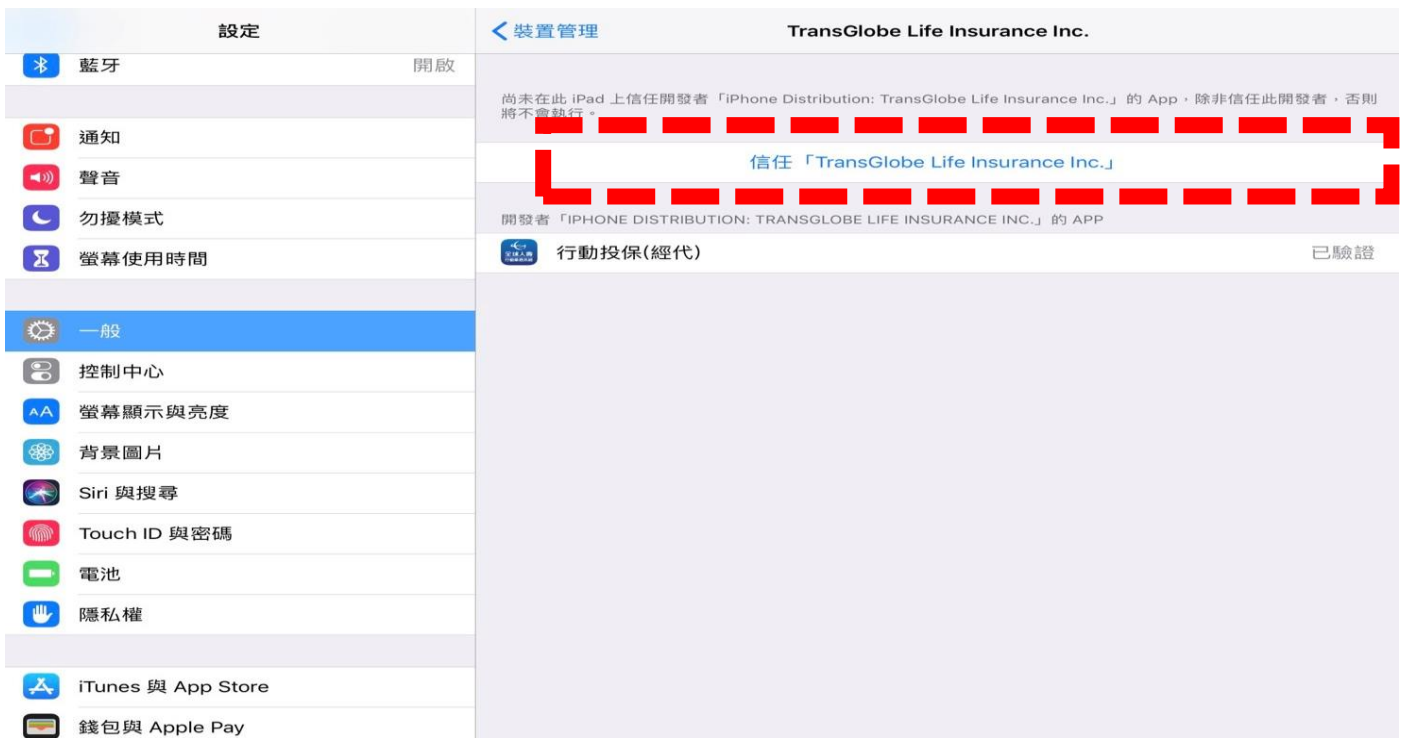 設定
藍牙
開啟
通知
聲音
勿擾模式
螢幕使用時間
一般
控制中心
螢幕顯示與亮度
背景圖片
Siri 與搜尋
Touch ID 與密碼
電池
隱私權
iTunes 與 App Store
錢包與 Apple Pay
裝置管理
TransGlobe Life Insurance Inc.
尚未在此 iPad 上信任開發者「iPhone Distribution: TransGlobe Life Insurance Inc.」的 App，除非信任此開發者，否則
將不會執行。
信任「TransGlobe Life Insurance Inc.」
開發者「IPHONE DISTRIBUTION: TRANSGLOBE LIFE INSURANCE INC.」的 APP
全球人壽
行動投保(經代)
已驗證